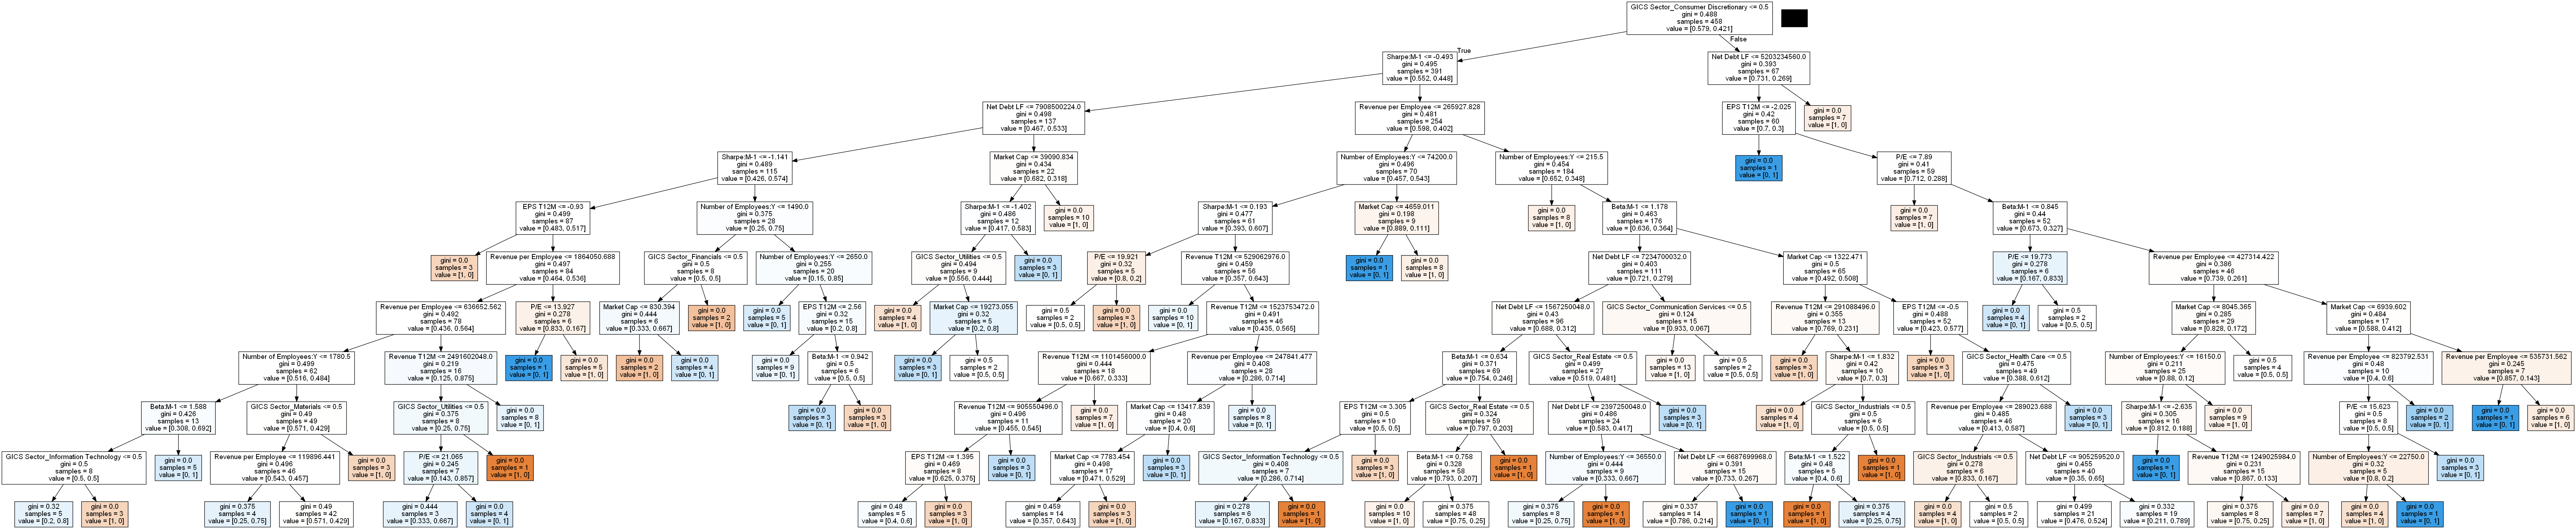 GICS Sector_Consumer Discretionary <= 0.5
gini = 0.488
samples = 458
value = [0.579, 0.421]
True
False
Sharpe:M-1 <= -0.493
gini = 0.495
samples = 391
value = [0.552, 0.448]
Net Debt LF <= 5203234560.0
gini = 0.393
samples = 67
value = [0.731, 0.269]
Net Debt LF <= 7908500224.0
gini = 0.498
samples = 137
value = [0.467, 0.533]
Revenue per Employee <= 265927.828
gini = 0.481
samples = 254
value = [0.598, 0.402]
EPS T12M <= -2.025
gini = 0.42
samples = 60
value = [0.7, 0.3]
gini = 0.0
samples = 7
value = [1, 0]
Sharpe:M-1 <= -1.141
gini = 0.489
samples = 115
value = [0.426, 0.574]
Market Cap <= 39090.834
gini = 0.434
samples = 22
value = [0.682, 0.318]
Number of Employees:Y <= 74200.0
gini = 0.496
samples = 70
value = [0.457, 0.543]
Number of Employees:Y <= 215.5
gini = 0.454
samples = 184
value = [0.652, 0.348]
gini = 0.0
samples = 1
value = [0, 1]
P/E <= 7.89
gini = 0.41
samples = 59
value = [0.712, 0.288]
EPS T12M <= -0.93
gini = 0.499
samples = 87
value = [0.483, 0.517]
Number of Employees:Y <= 1490.0
gini = 0.375
samples = 28
value = [0.25, 0.75]
Sharpe:M-1 <= -1.402
gini = 0.486
samples = 12
value = [0.417, 0.583]
gini = 0.0
samples = 10
value = [1, 0]
Sharpe:M-1 <= 0.193
gini = 0.477
samples = 61
value = [0.393, 0.607]
Market Cap <= 4659.011
gini = 0.198
samples = 9
value = [0.889, 0.111]
gini = 0.0
samples = 8
value = [1, 0]
Beta:M-1 <= 1.178
gini = 0.463
samples = 176
value = [0.636, 0.364]
gini = 0.0
samples = 7
value = [1, 0]
Beta:M-1 <= 0.845
gini = 0.44
samples = 52
value = [0.673, 0.327]
gini = 0.0
samples = 3
value = [1, 0]
Revenue per Employee <= 1864050.688
gini = 0.497
samples = 84
value = [0.464, 0.536]
GICS Sector_Financials <= 0.5
gini = 0.5
samples = 8
value = [0.5, 0.5]
Number of Employees:Y <= 2650.0
gini = 0.255
samples = 20
value = [0.15, 0.85]
GICS Sector_Utilities <= 0.5
gini = 0.494
samples = 9
value = [0.556, 0.444]
gini = 0.0
samples = 3
value = [0, 1]
P/E <= 19.921
gini = 0.32
samples = 5
value = [0.8, 0.2]
Revenue T12M <= 529062976.0
gini = 0.459
samples = 56
value = [0.357, 0.643]
gini = 0.0
samples = 1
value = [0, 1]
gini = 0.0
samples = 8
value = [1, 0]
Net Debt LF <= 7234700032.0
gini = 0.403
samples = 111
value = [0.721, 0.279]
Market Cap <= 1322.471
gini = 0.5
samples = 65
value = [0.492, 0.508]
P/E <= 19.773
gini = 0.278
samples = 6
value = [0.167, 0.833]
Revenue per Employee <= 427314.422
gini = 0.386
samples = 46
value = [0.739, 0.261]
Revenue per Employee <= 636652.562
gini = 0.492
samples = 78
value = [0.436, 0.564]
P/E <= 13.927
gini = 0.278
samples = 6
value = [0.833, 0.167]
Market Cap <= 830.394
gini = 0.444
samples = 6
value = [0.333, 0.667]
gini = 0.0
samples = 2
value = [1, 0]
gini = 0.0
samples = 5
value = [0, 1]
EPS T12M <= 2.56
gini = 0.32
samples = 15
value = [0.2, 0.8]
gini = 0.0
samples = 4
value = [1, 0]
Market Cap <= 19273.055
gini = 0.32
samples = 5
value = [0.2, 0.8]
gini = 0.5
samples = 2
value = [0.5, 0.5]
gini = 0.0
samples = 3
value = [1, 0]
gini = 0.0
samples = 10
value = [0, 1]
Revenue T12M <= 1523753472.0
gini = 0.491
samples = 46
value = [0.435, 0.565]
Net Debt LF <= 1567250048.0
gini = 0.43
samples = 96
value = [0.688, 0.312]
GICS Sector_Communication Services <= 0.5
gini = 0.124
samples = 15
value = [0.933, 0.067]
Revenue T12M <= 291088496.0
gini = 0.355
samples = 13
value = [0.769, 0.231]
EPS T12M <= -0.5
gini = 0.488
samples = 52
value = [0.423, 0.577]
gini = 0.0
samples = 4
value = [0, 1]
gini = 0.5
samples = 2
value = [0.5, 0.5]
Market Cap <= 8045.365
gini = 0.285
samples = 29
value = [0.828, 0.172]
Market Cap <= 6939.602
gini = 0.484
samples = 17
value = [0.588, 0.412]
Number of Employees:Y <= 1780.5
gini = 0.499
samples = 62
value = [0.516, 0.484]
Revenue T12M <= 2491602048.0
gini = 0.219
samples = 16
value = [0.125, 0.875]
gini = 0.0
samples = 1
value = [0, 1]
gini = 0.0
samples = 5
value = [1, 0]
gini = 0.0
samples = 2
value = [1, 0]
gini = 0.0
samples = 4
value = [0, 1]
gini = 0.0
samples = 9
value = [0, 1]
Beta:M-1 <= 0.942
gini = 0.5
samples = 6
value = [0.5, 0.5]
gini = 0.0
samples = 3
value = [0, 1]
gini = 0.5
samples = 2
value = [0.5, 0.5]
Revenue T12M <= 1101456000.0
gini = 0.444
samples = 18
value = [0.667, 0.333]
Revenue per Employee <= 247841.477
gini = 0.408
samples = 28
value = [0.286, 0.714]
Beta:M-1 <= 0.634
gini = 0.371
samples = 69
value = [0.754, 0.246]
GICS Sector_Real Estate <= 0.5
gini = 0.499
samples = 27
value = [0.519, 0.481]
gini = 0.0
samples = 13
value = [1, 0]
gini = 0.5
samples = 2
value = [0.5, 0.5]
gini = 0.0
samples = 3
value = [1, 0]
Sharpe:M-1 <= 1.832
gini = 0.42
samples = 10
value = [0.7, 0.3]
gini = 0.0
samples = 3
value = [1, 0]
GICS Sector_Health Care <= 0.5
gini = 0.475
samples = 49
value = [0.388, 0.612]
Number of Employees:Y <= 16150.0
gini = 0.211
samples = 25
value = [0.88, 0.12]
gini = 0.5
samples = 4
value = [0.5, 0.5]
Revenue per Employee <= 823792.531
gini = 0.48
samples = 10
value = [0.4, 0.6]
Revenue per Employee <= 535731.562
gini = 0.245
samples = 7
value = [0.857, 0.143]
Beta:M-1 <= 1.588
gini = 0.426
samples = 13
value = [0.308, 0.692]
GICS Sector_Materials <= 0.5
gini = 0.49
samples = 49
value = [0.571, 0.429]
GICS Sector_Utilities <= 0.5
gini = 0.375
samples = 8
value = [0.25, 0.75]
gini = 0.0
samples = 8
value = [0, 1]
gini = 0.0
samples = 3
value = [0, 1]
gini = 0.0
samples = 3
value = [1, 0]
Revenue T12M <= 905550496.0
gini = 0.496
samples = 11
value = [0.455, 0.545]
gini = 0.0
samples = 7
value = [1, 0]
Market Cap <= 13417.839
gini = 0.48
samples = 20
value = [0.4, 0.6]
gini = 0.0
samples = 8
value = [0, 1]
EPS T12M <= 3.305
gini = 0.5
samples = 10
value = [0.5, 0.5]
GICS Sector_Real Estate <= 0.5
gini = 0.324
samples = 59
value = [0.797, 0.203]
Net Debt LF <= 2397250048.0
gini = 0.486
samples = 24
value = [0.583, 0.417]
gini = 0.0
samples = 3
value = [0, 1]
gini = 0.0
samples = 4
value = [1, 0]
GICS Sector_Industrials <= 0.5
gini = 0.5
samples = 6
value = [0.5, 0.5]
Revenue per Employee <= 289023.688
gini = 0.485
samples = 46
value = [0.413, 0.587]
gini = 0.0
samples = 3
value = [0, 1]
Sharpe:M-1 <= -2.635
gini = 0.305
samples = 16
value = [0.812, 0.188]
gini = 0.0
samples = 9
value = [1, 0]
P/E <= 15.623
gini = 0.5
samples = 8
value = [0.5, 0.5]
gini = 0.0
samples = 2
value = [0, 1]
gini = 0.0
samples = 1
value = [0, 1]
gini = 0.0
samples = 6
value = [1, 0]
GICS Sector_Information Technology <= 0.5
gini = 0.5
samples = 8
value = [0.5, 0.5]
gini = 0.0
samples = 5
value = [0, 1]
Revenue per Employee <= 119896.441
gini = 0.496
samples = 46
value = [0.543, 0.457]
gini = 0.0
samples = 3
value = [1, 0]
P/E <= 21.065
gini = 0.245
samples = 7
value = [0.143, 0.857]
gini = 0.0
samples = 1
value = [1, 0]
EPS T12M <= 1.395
gini = 0.469
samples = 8
value = [0.625, 0.375]
gini = 0.0
samples = 3
value = [0, 1]
Market Cap <= 7783.454
gini = 0.498
samples = 17
value = [0.471, 0.529]
gini = 0.0
samples = 3
value = [0, 1]
GICS Sector_Information Technology <= 0.5
gini = 0.408
samples = 7
value = [0.286, 0.714]
gini = 0.0
samples = 3
value = [1, 0]
Beta:M-1 <= 0.758
gini = 0.328
samples = 58
value = [0.793, 0.207]
gini = 0.0
samples = 1
value = [1, 0]
Number of Employees:Y <= 36550.0
gini = 0.444
samples = 9
value = [0.333, 0.667]
Net Debt LF <= 6687699968.0
gini = 0.391
samples = 15
value = [0.733, 0.267]
Beta:M-1 <= 1.522
gini = 0.48
samples = 5
value = [0.4, 0.6]
gini = 0.0
samples = 1
value = [1, 0]
GICS Sector_Industrials <= 0.5
gini = 0.278
samples = 6
value = [0.833, 0.167]
Net Debt LF <= 905259520.0
gini = 0.455
samples = 40
value = [0.35, 0.65]
gini = 0.0
samples = 1
value = [0, 1]
Revenue T12M <= 1249025984.0
gini = 0.231
samples = 15
value = [0.867, 0.133]
Number of Employees:Y <= 22750.0
gini = 0.32
samples = 5
value = [0.8, 0.2]
gini = 0.0
samples = 3
value = [0, 1]
gini = 0.32
samples = 5
value = [0.2, 0.8]
gini = 0.0
samples = 3
value = [1, 0]
gini = 0.375
samples = 4
value = [0.25, 0.75]
gini = 0.49
samples = 42
value = [0.571, 0.429]
gini = 0.444
samples = 3
value = [0.333, 0.667]
gini = 0.0
samples = 4
value = [0, 1]
gini = 0.48
samples = 5
value = [0.4, 0.6]
gini = 0.0
samples = 3
value = [1, 0]
gini = 0.459
samples = 14
value = [0.357, 0.643]
gini = 0.0
samples = 3
value = [1, 0]
gini = 0.278
samples = 6
value = [0.167, 0.833]
gini = 0.0
samples = 1
value = [1, 0]
gini = 0.0
samples = 10
value = [1, 0]
gini = 0.375
samples = 48
value = [0.75, 0.25]
gini = 0.375
samples = 8
value = [0.25, 0.75]
gini = 0.0
samples = 1
value = [1, 0]
gini = 0.337
samples = 14
value = [0.786, 0.214]
gini = 0.0
samples = 1
value = [0, 1]
gini = 0.0
samples = 1
value = [1, 0]
gini = 0.375
samples = 4
value = [0.25, 0.75]
gini = 0.0
samples = 4
value = [1, 0]
gini = 0.5
samples = 2
value = [0.5, 0.5]
gini = 0.499
samples = 21
value = [0.476, 0.524]
gini = 0.332
samples = 19
value = [0.211, 0.789]
gini = 0.375
samples = 8
value = [0.75, 0.25]
gini = 0.0
samples = 7
value = [1, 0]
gini = 0.0
samples = 4
value = [1, 0]
gini = 0.0
samples = 1
value = [0, 1]